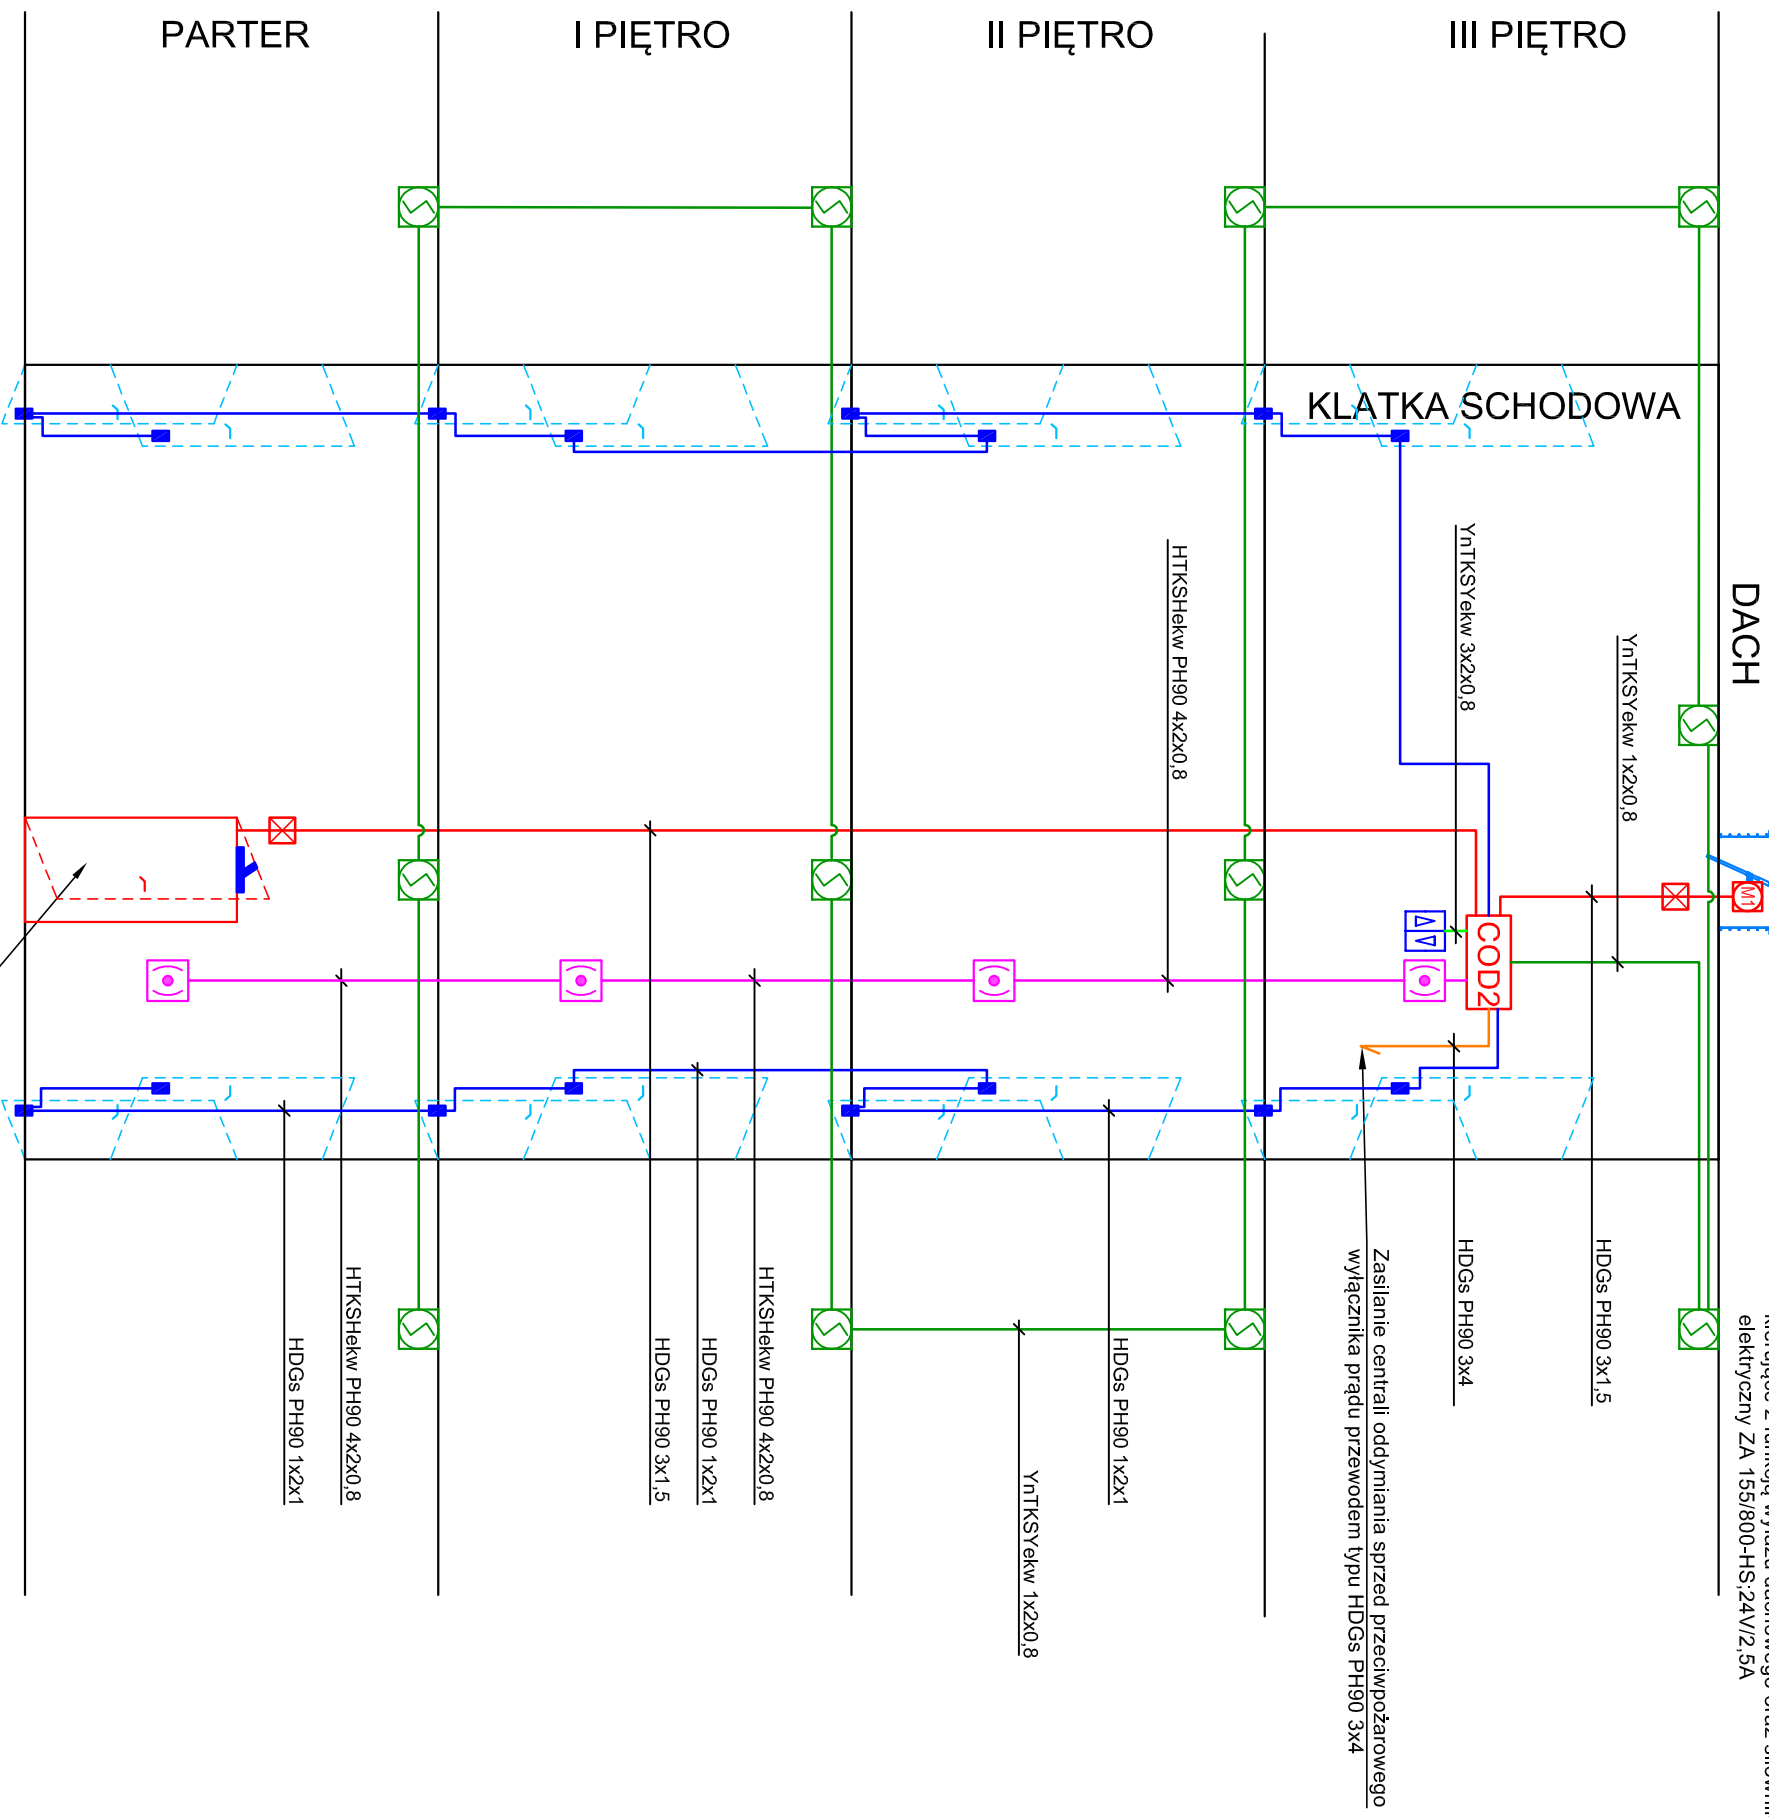 PARTER
I PIĘTRO
II PIĘTRO
III PIĘTRO
KLATKA SCHODOWA
DACH
YnTKSYekw 3x2x0,8
HTKSHekw PH90 4x2x0,8
YnTKSYekw 1x2x0,8
M1
COD2
HDGs PH90 3x1,5
HDGs PH90 3x4
Zasilanie centrali oddymiania sprzed przeciwpożarowego
wyłącznika prądu przewodem typu HDGs PH90 3x4
elektryczny ZA 155/800-HS;24V/2,5A
HDGs PH90 1x2x1
YnTKSYekw 1x2x0,8
HTKSHekw PH90 4x2x0,8
HDGs PH90 1x2x1
HDGs PH90 3x1,5
HTKSHekw PH90 4x2x0,8
HDGs PH90 1x2x1